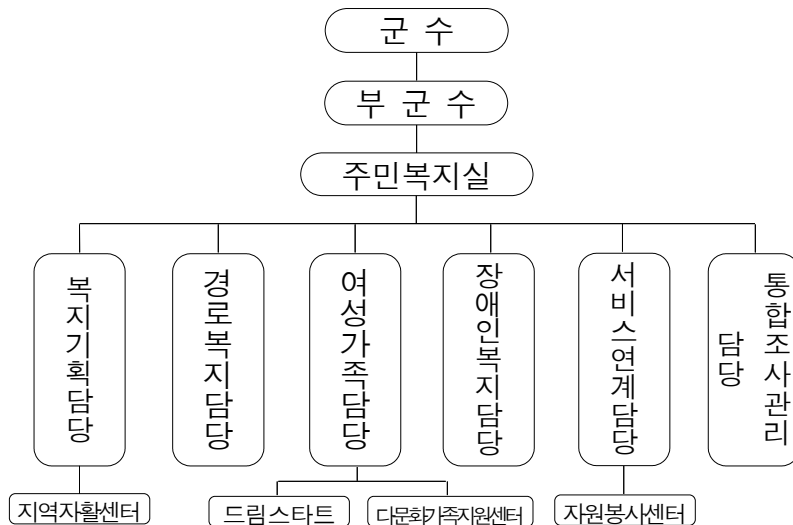 군 수
부 군 수
주민복지실
복지기획담당
경로복지담당
여성가족담당
장애인복지담당
서비스연계담당
통합조사관리
담당
지역자활센터
드림스타트
다문화가족지원센터
자원봉사센터